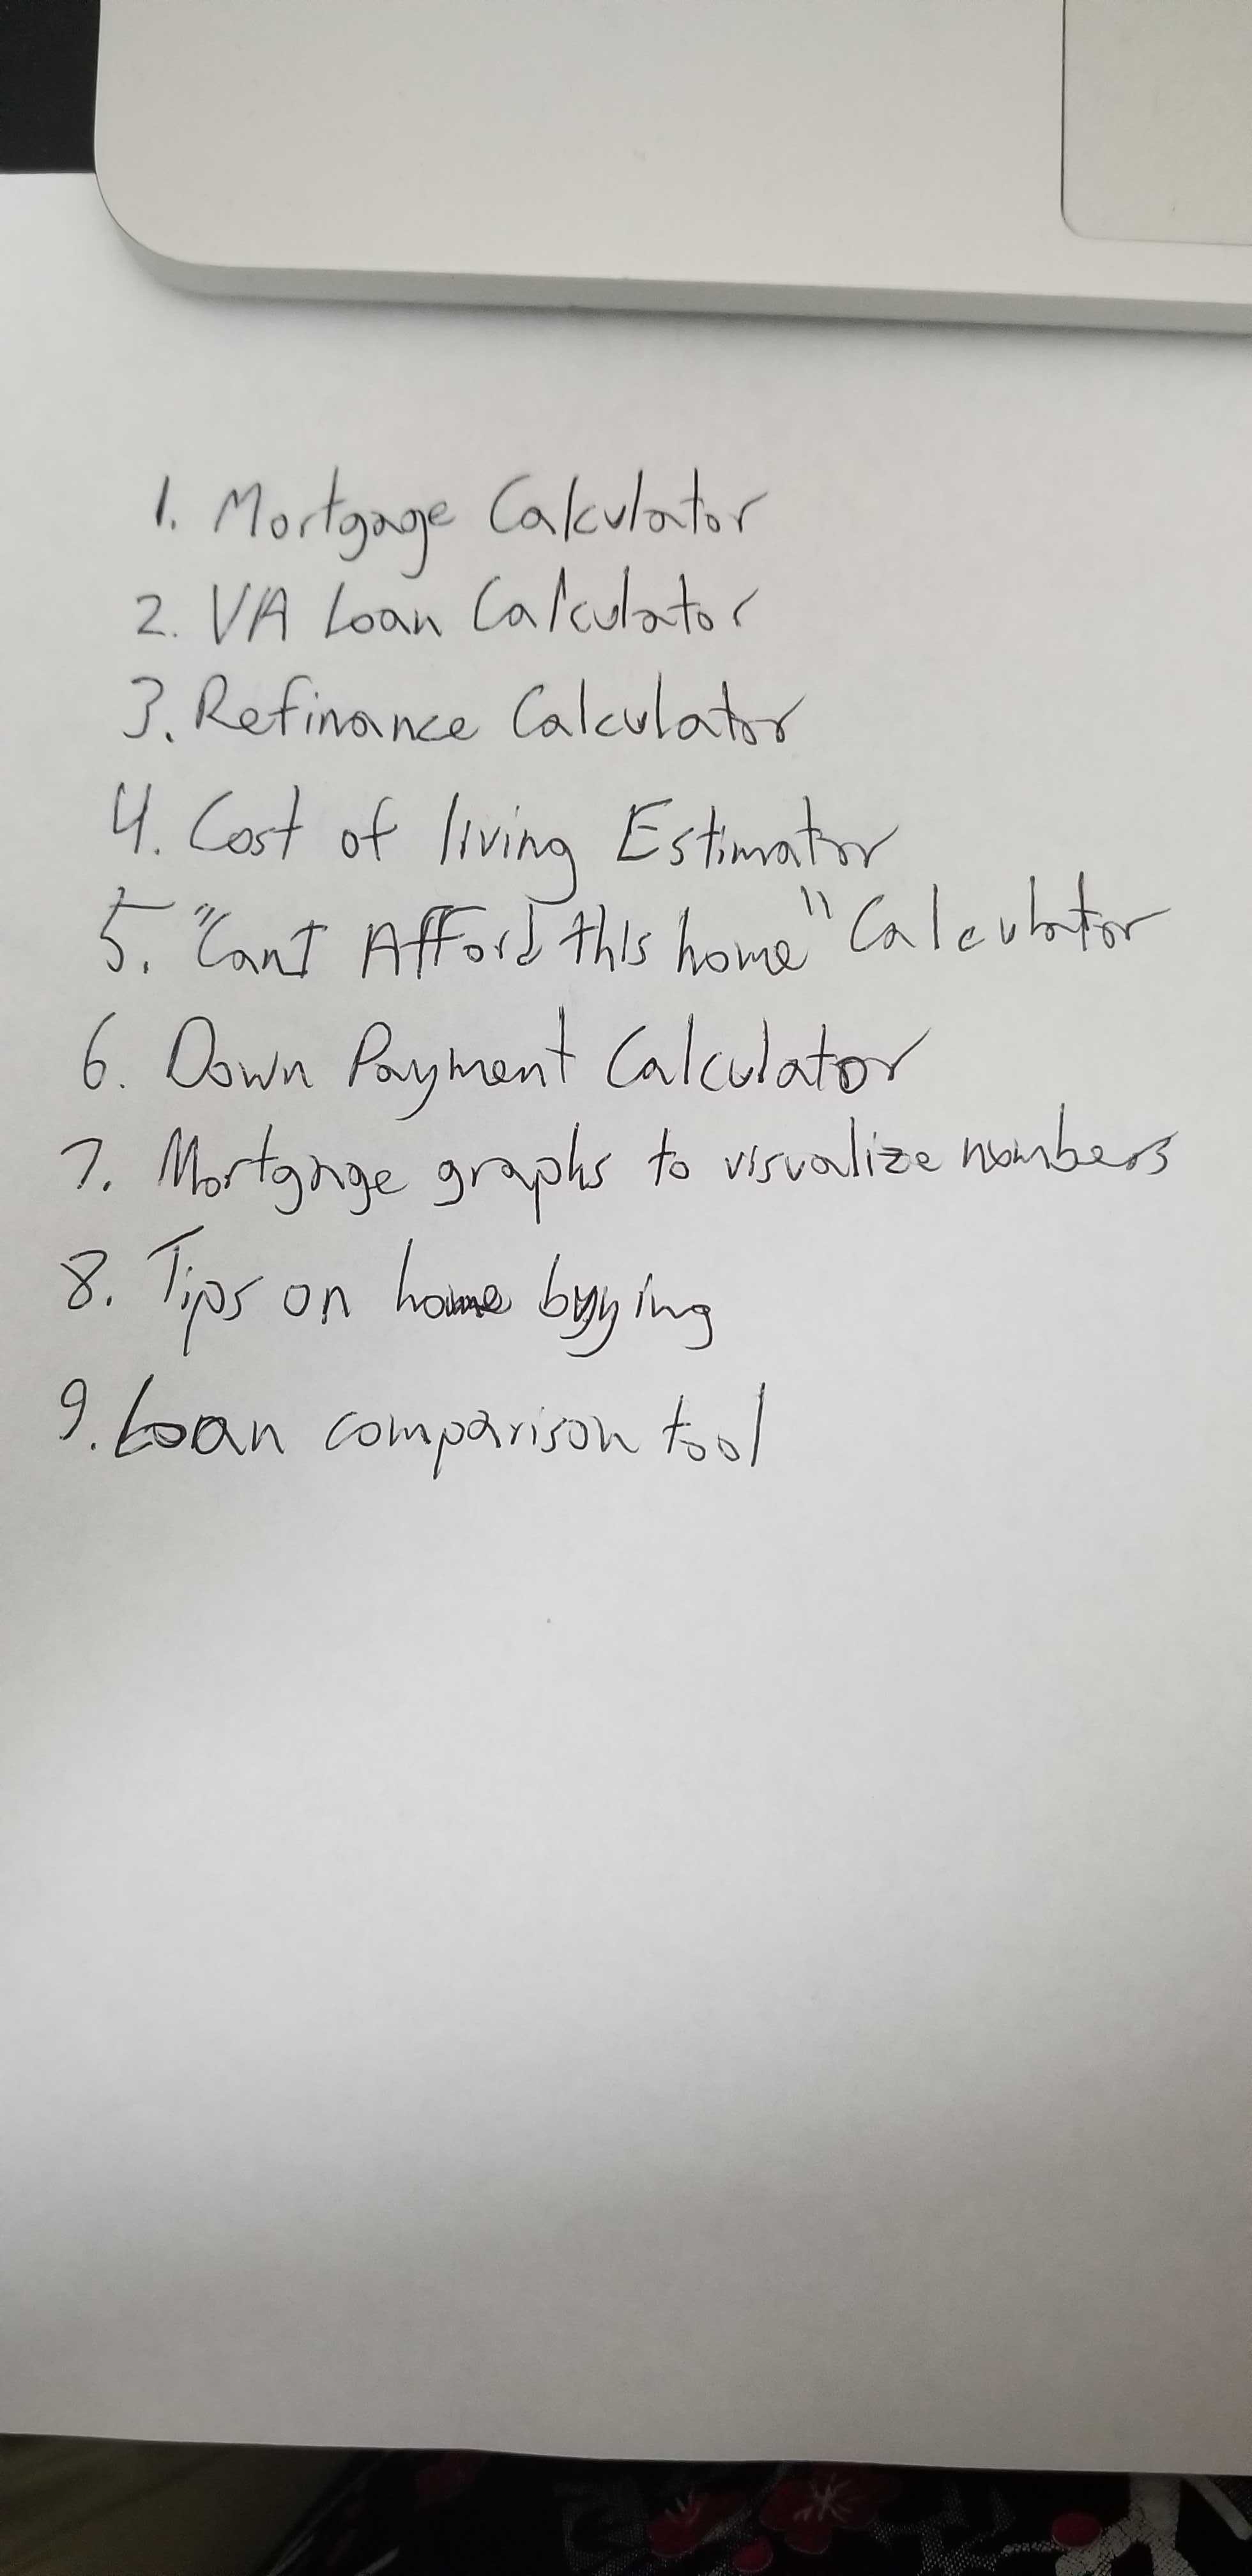 1. Mortgage Calculator
2. VA Loan Calculator
3. Refinance Calculator
4. Cost of living Estimator
5. "Can I Afford this home" Calculator
6. Down Payment Calculator
7. Mortgage graphs to visualize numbers
8. Tips on home buying
9. Loan comparison tool